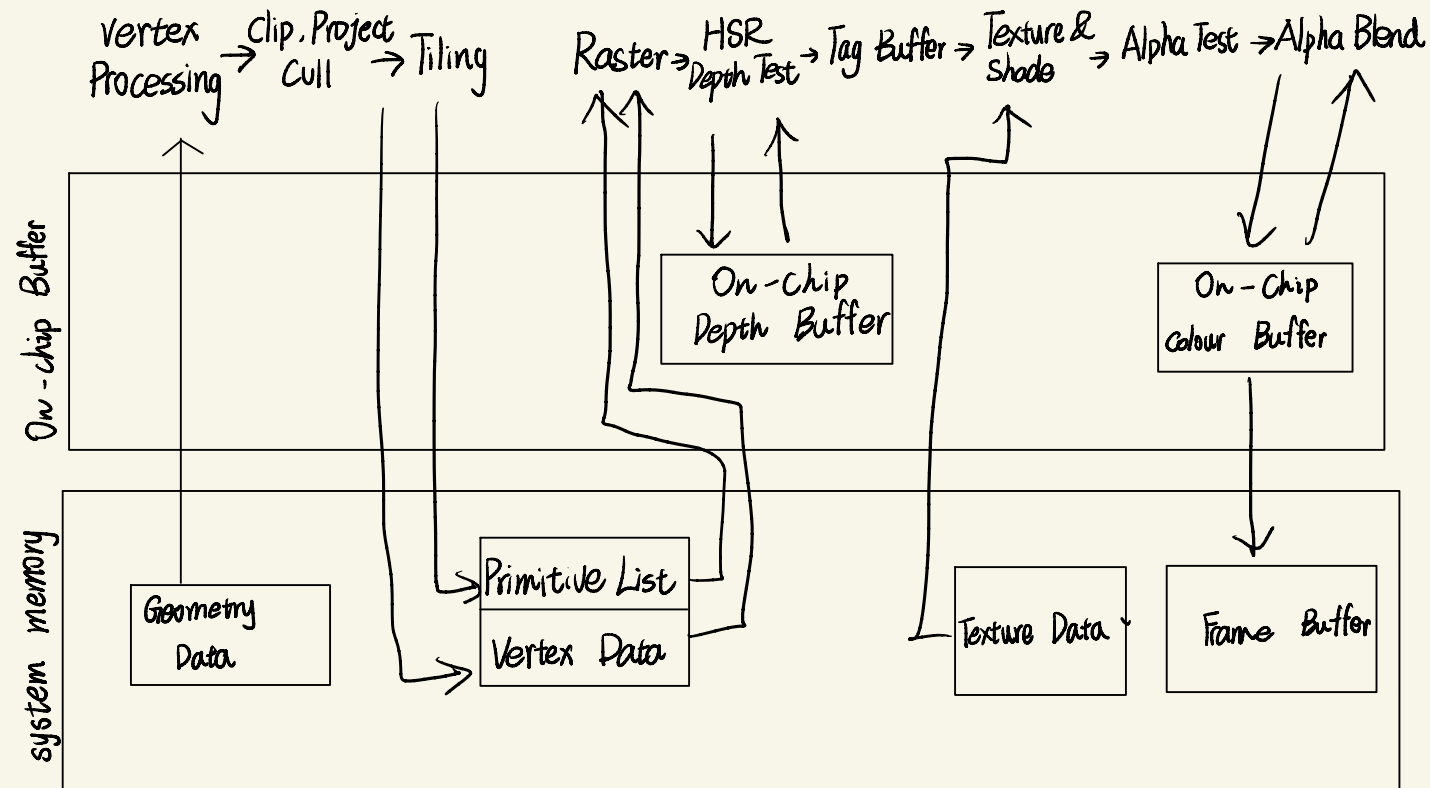 Vertex
Processing
Clip. Project
Cull
Tiling
Raster
HSR
Depth Test
Tag Buffer
Texture &
Shade
Alpha Test
Alpha Blend
On-chip Buffer
On-chip
Depth Buffer
On-Chip
Colour Buffer
system memory
Geometry
Data
Primitive List
Vertex Data
Texture Data
Frame Buffer